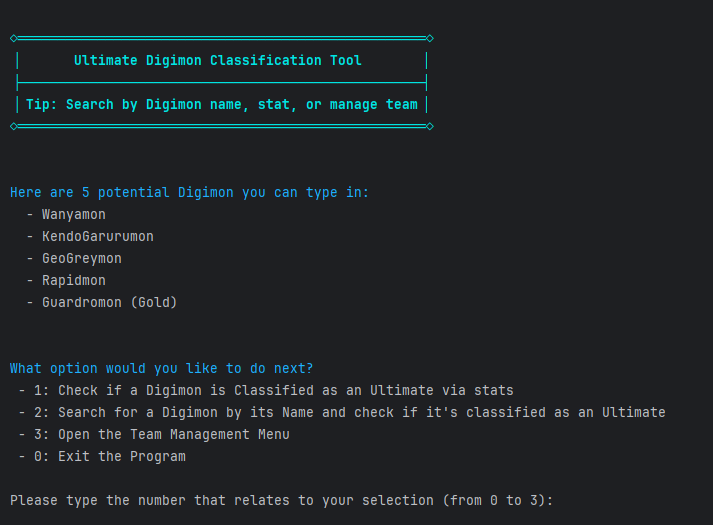 Ultimate Digimon Classification Tool
Tip: Search by Digimon name, stat, or manage team
Here are 5 potential Digimon you can type in:
- Wanyamon
- KendoGarurumon
- GeoGreymon
- Rapidmon
- Guardromon (Gold)
What option would you like to do next?
- 1: Check if a Digimon is Classified as an Ultimate via stats
- 2: Search for a Digimon by its Name and check if it's classified as an Ultimate
- 3: Open the Team Management Menu
- 0: Exit the Program
Please type the number that relates to your selection (from 0 to 3):